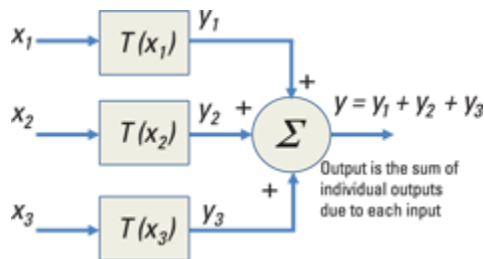 x₁ T(x₁) y₁
+
x₂ T(x₂) y₂ + Σ y = y₁ + y₂ + y₃
+
x₃ T(x₃) y₃
Output is the sum of
individual outputs
due to each input